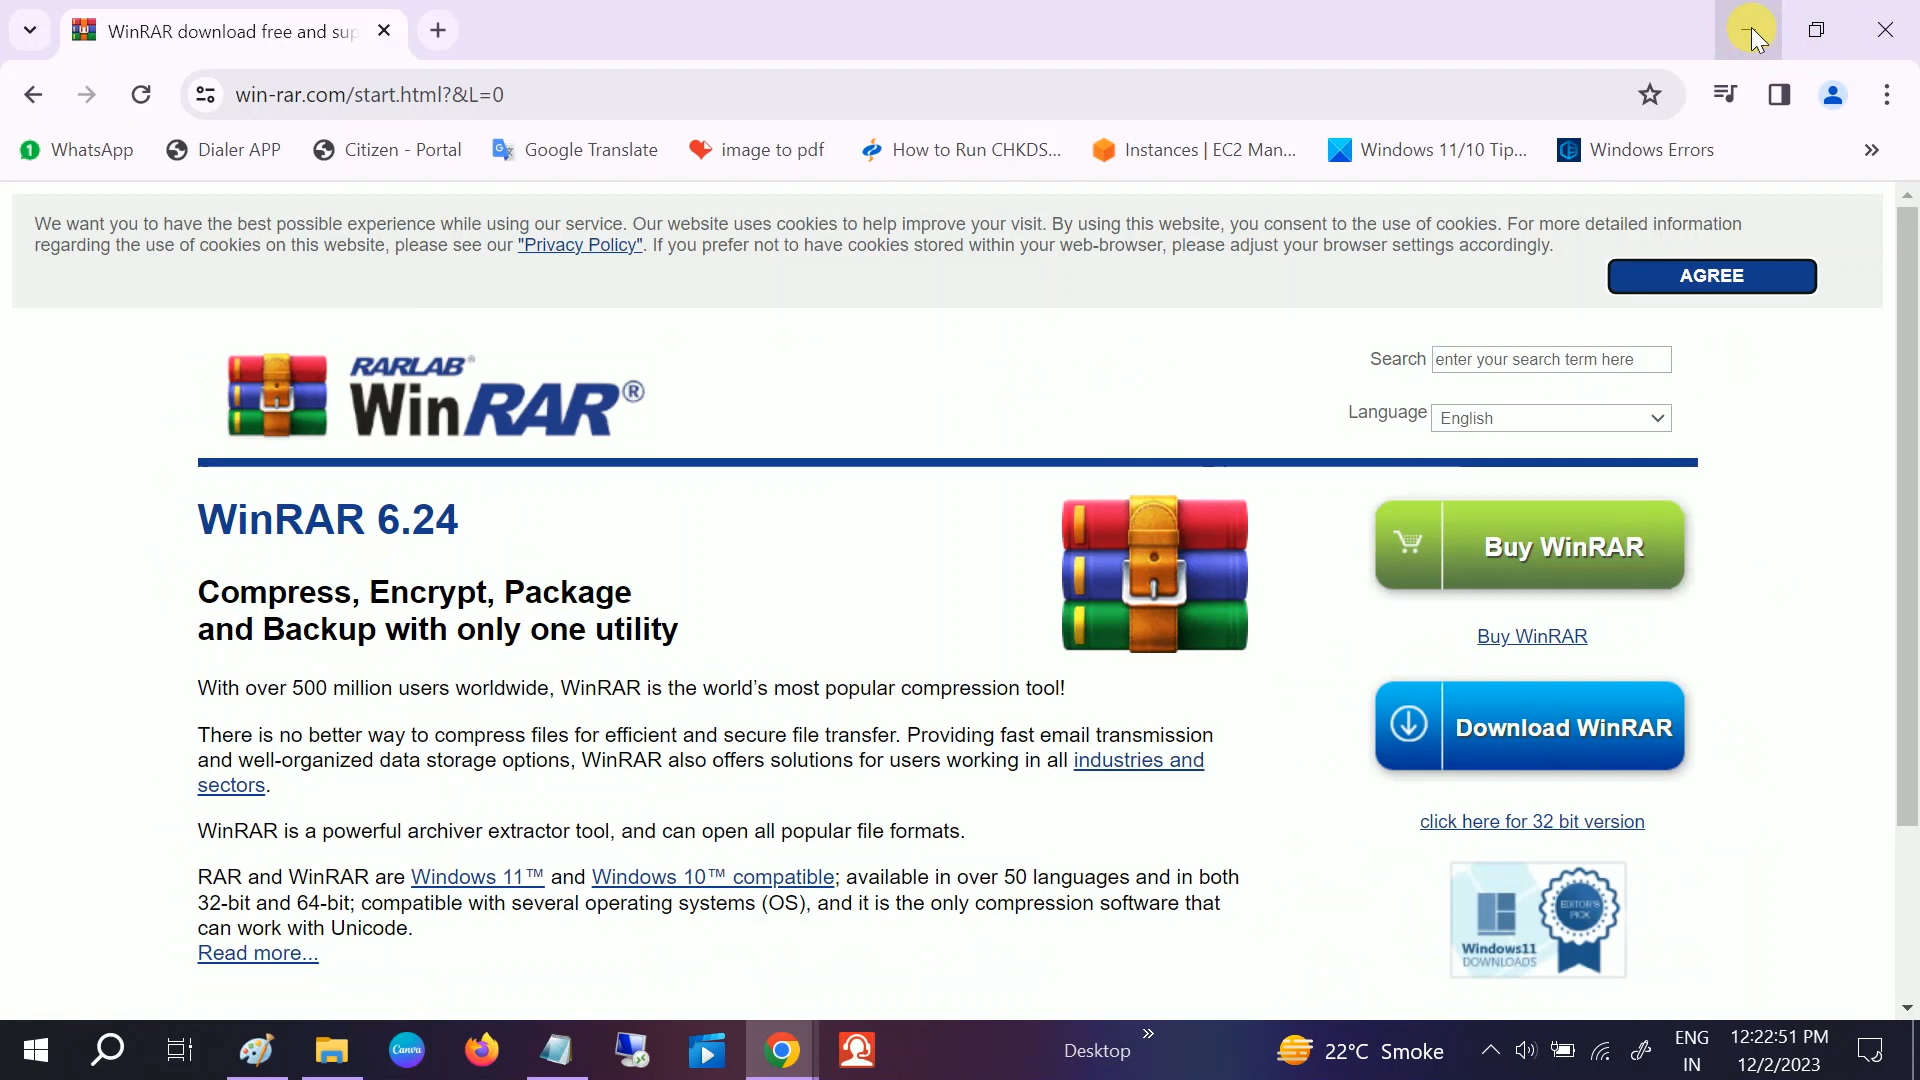 WinRAR download free and sup
win-rar.com/start.html?&L=0
1 WhatsApp Dialer APP Citizen - Portal Google Translate image to pdf How to Run CHKDS... Instances | EC2 Man... Windows 11/10 Tip... Windows Errors
We want you to have the best possible experience while using our service. Our website uses cookies to help improve your visit. By using this website, you consent to the use of cookies. For more detailed information
regarding the use of cookies on this website, please see our "Privacy Policy". If you prefer not to have cookies stored within your web-browser, please adjust your browser settings accordingly.
AGREE
RARLAB®
WinRAR®
Search enter your search term here
Language English
WinRAR 6.24
Compress, Encrypt, Package
and Backup with only one utility
With over 500 million users worldwide, WinRAR is the world’s most popular compression tool!
There is no better way to compress files for efficient and secure file transfer. Providing fast email transmission
and well-organized data storage options, WinRAR also offers solutions for users working in all industries and
sectors.
WinRAR is a powerful archiver extractor tool, and can open all popular file formats.
RAR and WinRAR are Windows 11™ and Windows 10™ compatible; available in over 50 languages and in both
32-bit and 64-bit; compatible with several operating systems (OS), and it is the only compression software that
can work with Unicode.
Read more...
Buy WinRAR
Buy WinRAR
Download WinRAR
click here for 32 bit version
EDITOR'S
PICK
Windows11
DOWNLOADS
Canva
Desktop
22°C Smoke
ENG
IN
12:22:51 PM
12/2/2023